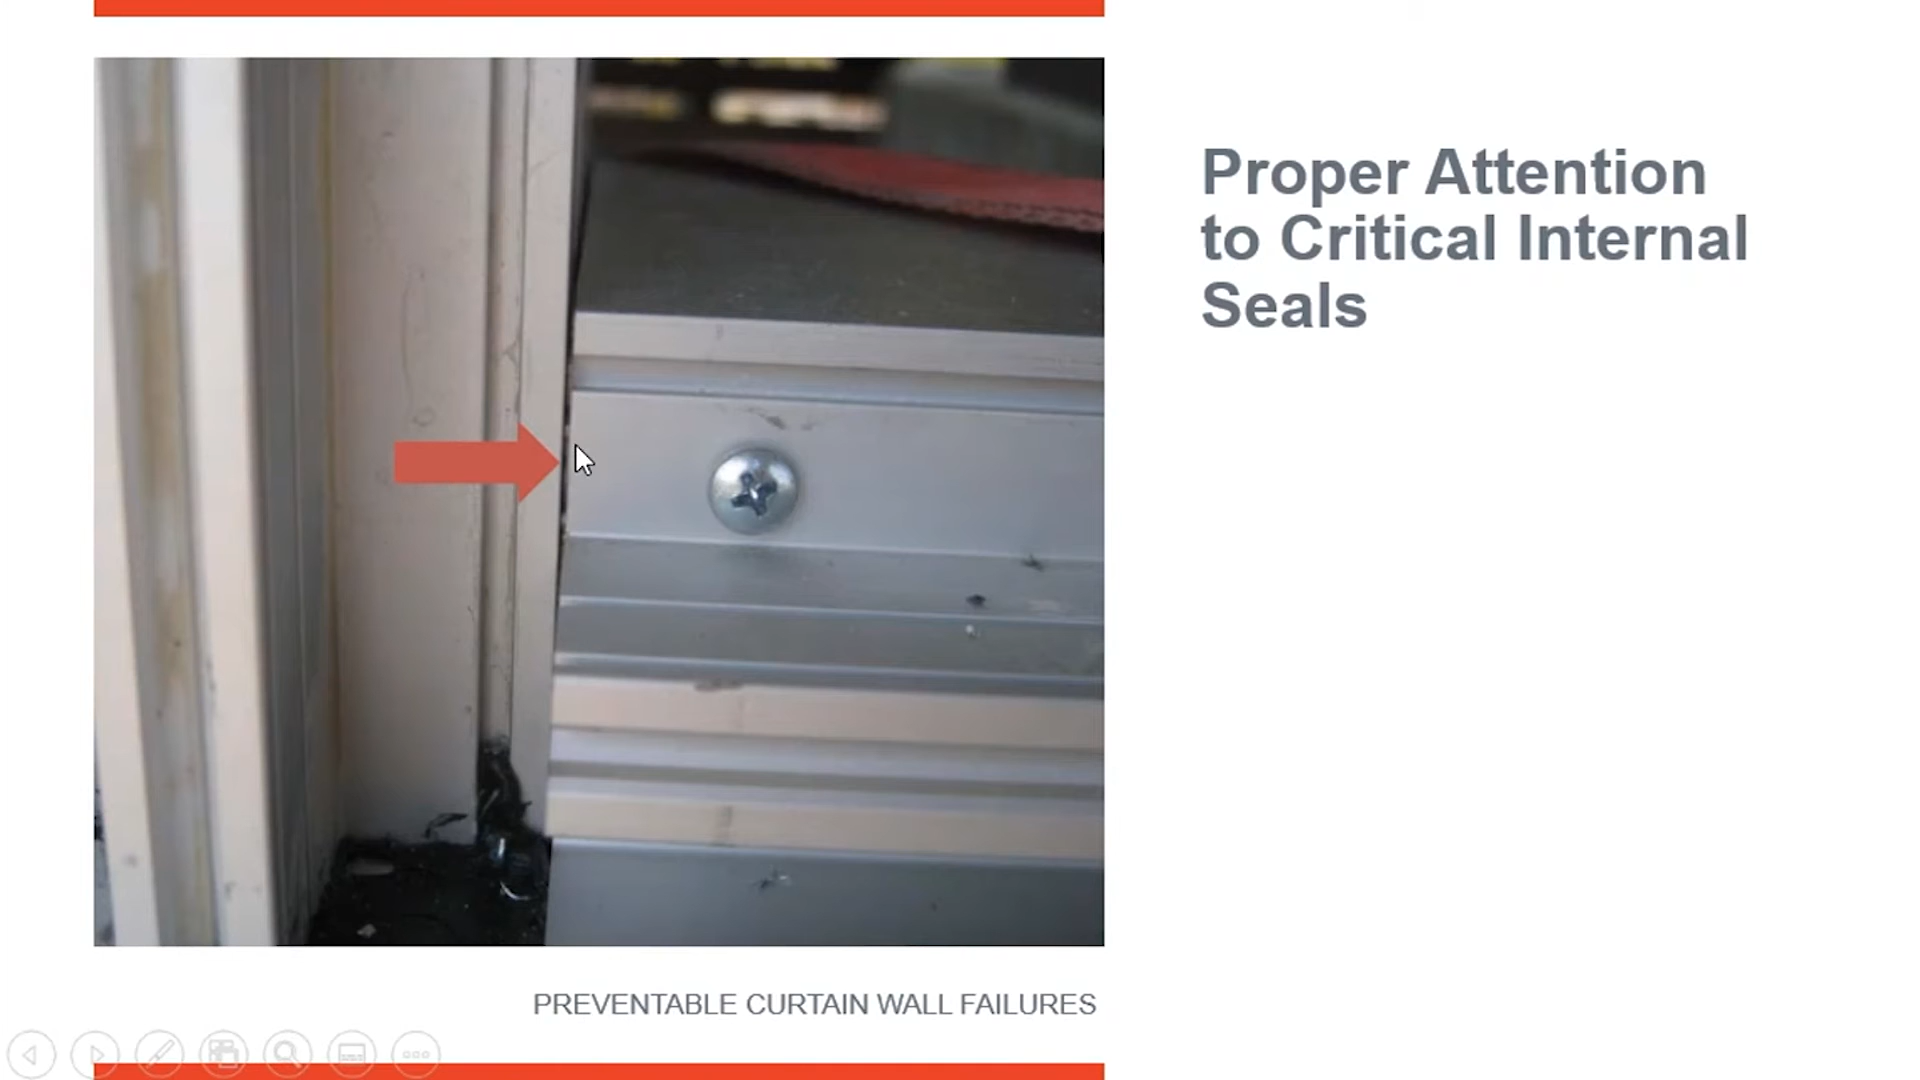 Proper Attention
to Critical Internal
Seals
PREVENTABLE CURTAIN WALL FAILURES